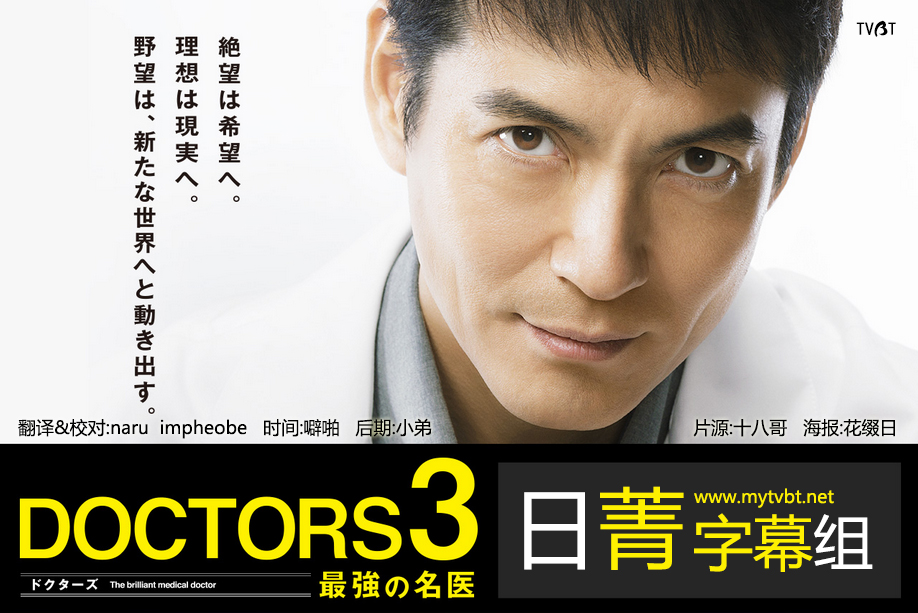 TVBT
絶望は希望へ。
理想は現実へ。
野望は、新たな世界へと動き出す。
翻译&校对:naru impheobe 时间:噼啪 后期:小弟
片源:十八哥 海报:花缀日
DOCTORS3
ドクターズ The brilliant medical doctor
最強の名医
www.mytvbt.net
日菁字幕组